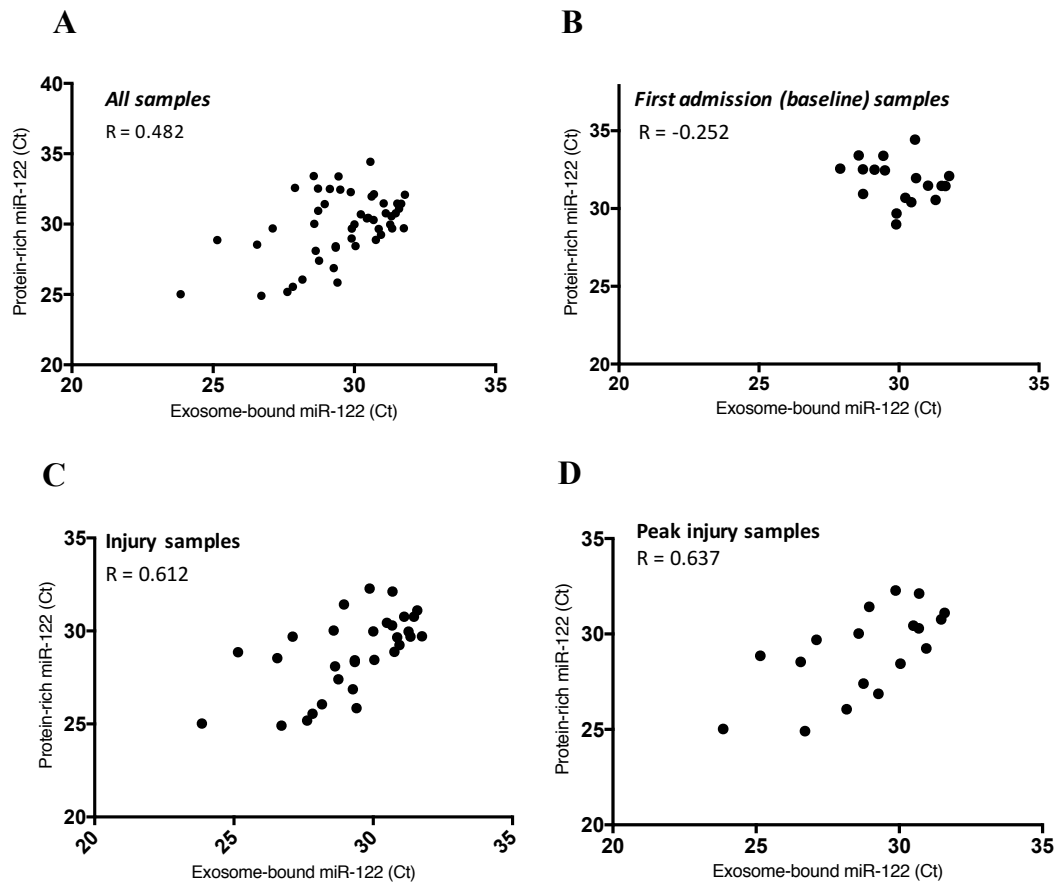 A
All samples
R = 0.482
40
35
30
25
20
20
25
30
35
Protein-rich miR-122 (Ct)
Exosome-bound miR-122 (Ct)
B
First admission (baseline) samples
R = -0.252
35
30
25
20
20
25
30
35
Protein-rich miR-122 (Ct)
Exosome-bound miR-122 (Ct)
C
Injury samples
R = 0.612
35
30
25
20
20
25
30
35
Protein-rich miR-122 (Ct)
Exosome-bound miR-122 (Ct)
D
Peak injury samples
R = 0.637
35
30
25
20
20
25
30
35
Protein-rich miR-122 (Ct)
Exosome-bound miR-122 (Ct)